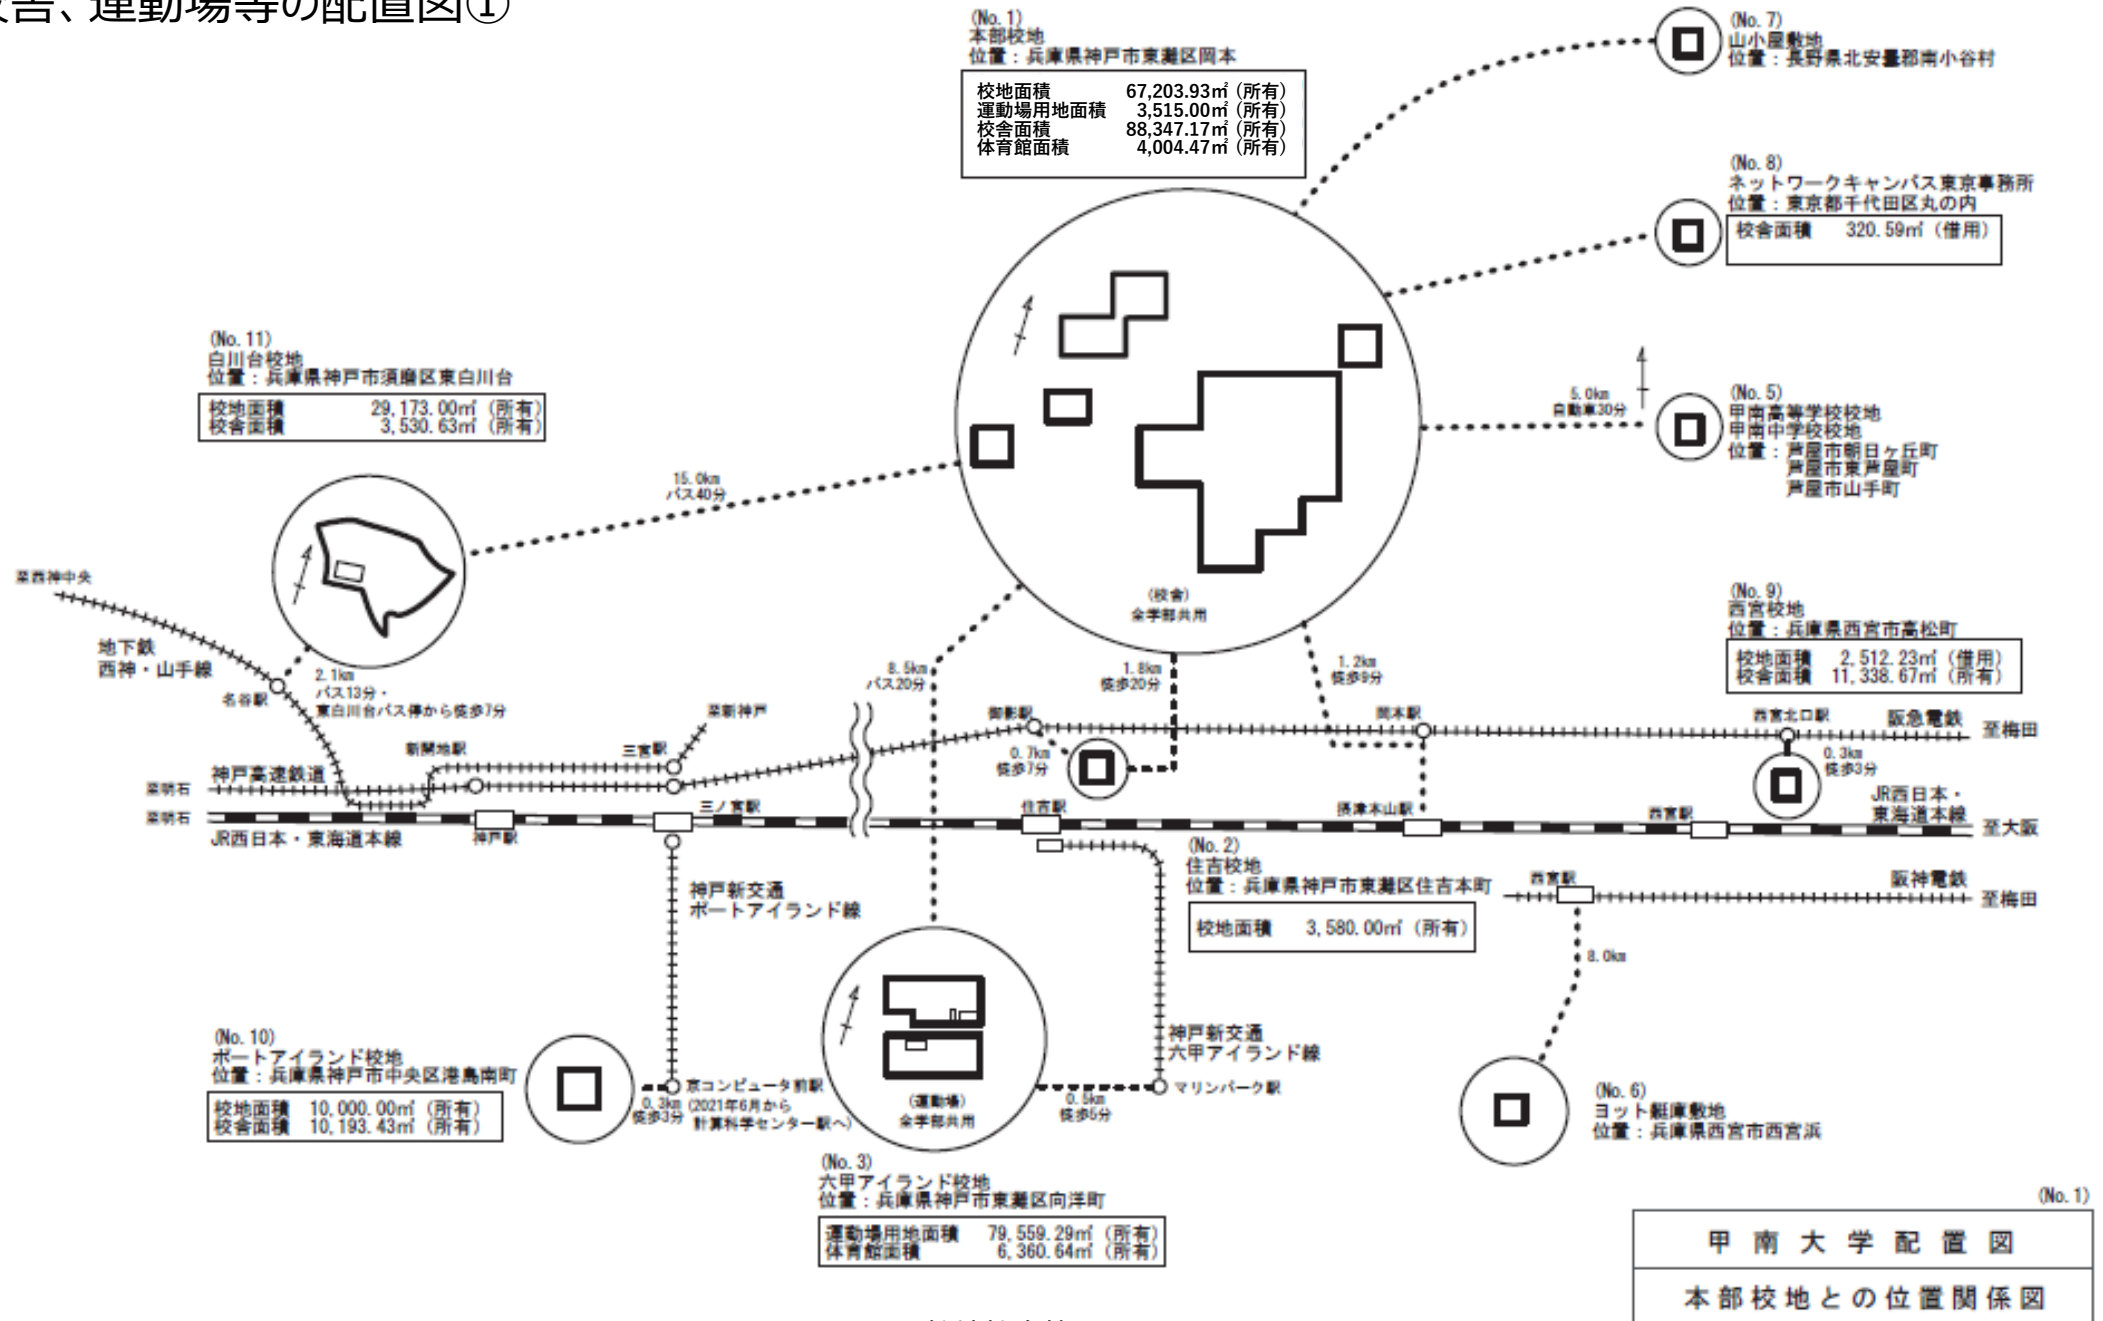 校舎、運動場等の配置図①
(No. 1)
本部校地
位置：兵庫県神戸市東灘区岡本
校地面積 67,203.93㎡（所有）
運動場用地面積 3,515.00㎡（所有）
校舎面積 88,347.17㎡（所有）
体育館面積 4,004.47㎡（所有）
(No. 7)
山小屋敷地
位置：長野県北安曇郡南小谷村
(No. 8)
ネットワークキャンパス東京事務所
位置：東京都千代田区丸の内
校舎面積 320.59㎡（借用）
(No. 11)
白川台校地
位置：兵庫県神戸市須磨区東白川台
校地面積 29,173.00㎡（所有）
校舎面積 3,530.63㎡（所有）
15.0km
バス40分
5.0km
自動車30分
(No. 5)
甲南高等学校校地
甲南中学校校地
位置：芦屋市朝日ヶ丘町
芦屋市東芦屋町
芦屋市山手町
（校舎）
全学部共用
至西神中央
地下鉄
西神・山手線
名谷駅
2.1km
バス13分・
東白川台バス停から徒歩7分
8.5km
バス20分
1.8km
徒歩20分
1.2km
徒歩9分
(No. 9)
西宮校地
位置：兵庫県西宮市高松町
校地面積 2,512.23㎡（借用）
校舎面積 11,338.67㎡（所有）
至新神戸
新開地駅
三宮駅
御影駅
岡本駅
西宮北口駅
阪急電鉄
至梅田
0.7km
徒歩7分
0.3km
徒歩3分
神戸高速鉄道
至明石
至明石
JR西日本・東海道本線
神戸駅
三ノ宮駅
住吉駅
摂津本山駅
西宮駅
JR西日本・
東海道本線
至大阪
(No. 2)
住吉校地
位置：兵庫県神戸市東灘区住吉本町
校地面積 3,580.00㎡（所有）
西宮駅
阪神電鉄
至梅田
8.0km
神戸新交通
ポートアイランド線
神戸新交通
六甲アイランド線
(No. 10)
ポートアイランド校地
位置：兵庫県神戸市中央区港島南町
校地面積 10,000.00㎡（所有）
校舎面積 10,193.43㎡（所有）
0.3km
徒歩3分
京コンピュータ前駅
(2021年6月から
計算科学センター駅へ)
（運動場）
全学部共用
0.5km
徒歩5分
マリンパーク駅
(No. 6)
ヨット艇庫敷地
位置：兵庫県西宮市西宮浜
(No. 3)
六甲アイランド校地
位置：兵庫県神戸市東灘区向洋町
運動場用地面積 79,559.29㎡（所有）
体育館面積 6,360.64㎡（所有）
(No. 1)
甲南大学配置図
本部校地との位置関係図